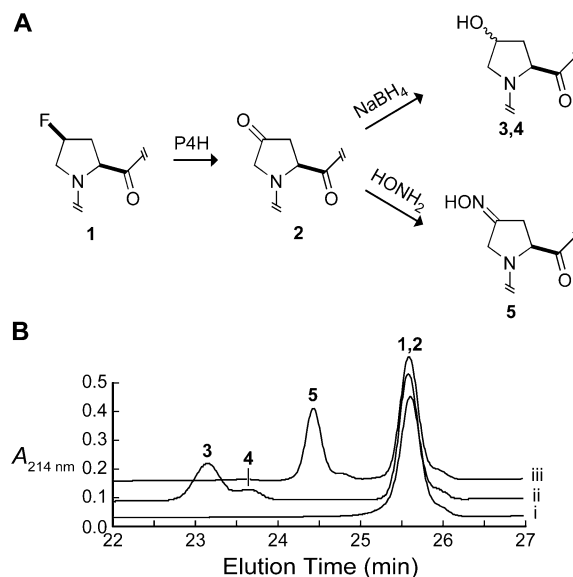 A
F
N
O
1
P4H
O
N
O
2
NaBH₄
HONH₂
HO
N
O
3,4
HON
N
O
5
B
A₂₁₄ ₙₘ
0.5
0.4
0.3
0.2
0.1
0.0
3
4
5
1,2
iii
ii
i
22 23 24 25 26 27
Elution Time (min)